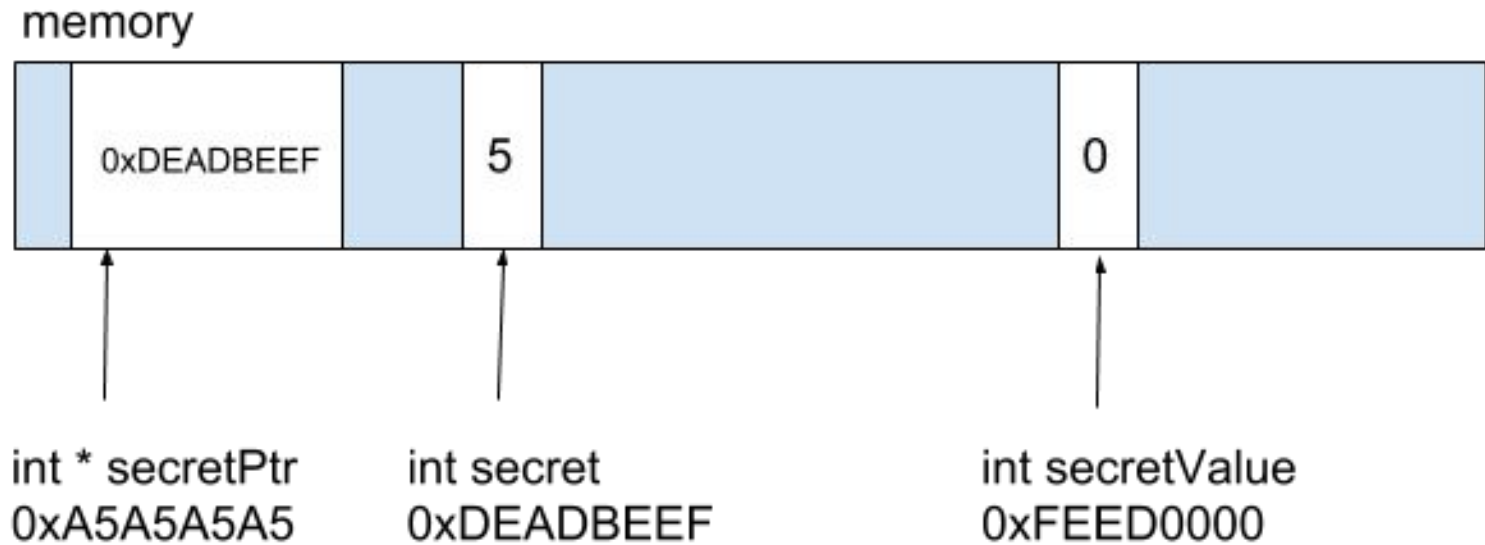 memory
0xDEADBEEF
5
0
int * secretPtr
0xA5A5A5A5
int secret
0xDEADBEEF
int secretValue
0xFEED0000